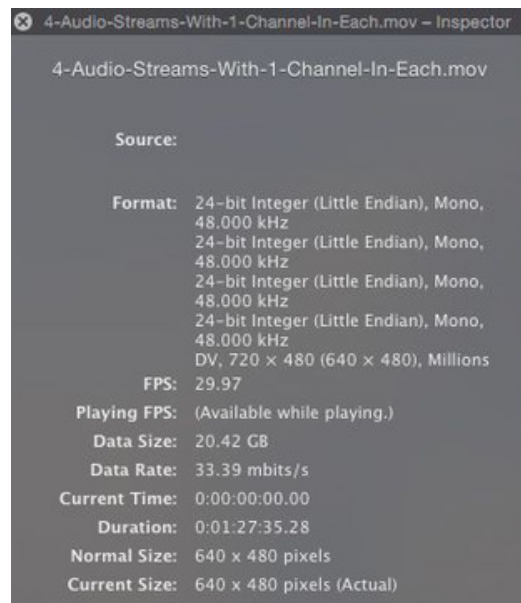 4-Audio-Streams-With-1-Channel-In-Each.mov – Inspector
4-Audio-Streams-With-1-Channel-In-Each.mov
Source:
Format: 24-bit Integer (Little Endian), Mono,
48.000 kHz
24-bit Integer (Little Endian), Mono,
48.000 kHz
24-bit Integer (Little Endian), Mono,
48.000 kHz
24-bit Integer (Little Endian), Mono,
48.000 kHz
DV, 720 × 480 (640 × 480), Millions
FPS: 29.97
Playing FPS: (Available while playing.)
Data Size: 20.42 GB
Data Rate: 33.39 mbits/s
Current Time: 0:00:00:00.00
Duration: 0:01:27:35.28
Normal Size: 640 x 480 pixels
Current Size: 640 x 480 pixels (Actual)